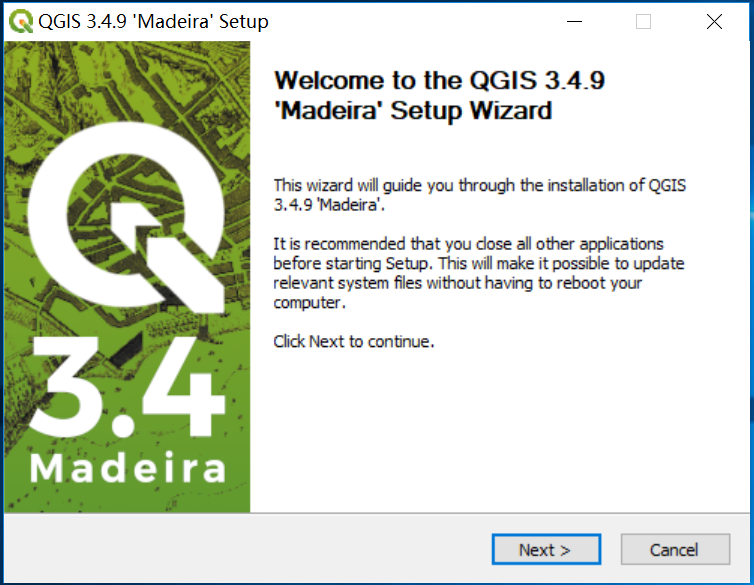 QGIS 3.4.9 'Madeira' Setup
Welcome to the QGIS 3.4.9
'Madeira' Setup Wizard
This wizard will guide you through the installation of QGIS
3.4.9 'Madeira'.
It is recommended that you close all other applications
before starting Setup. This will make it possible to update
relevant system files without having to reboot your
computer.
Click Next to continue.
3.4
Madeira
Next >
Cancel